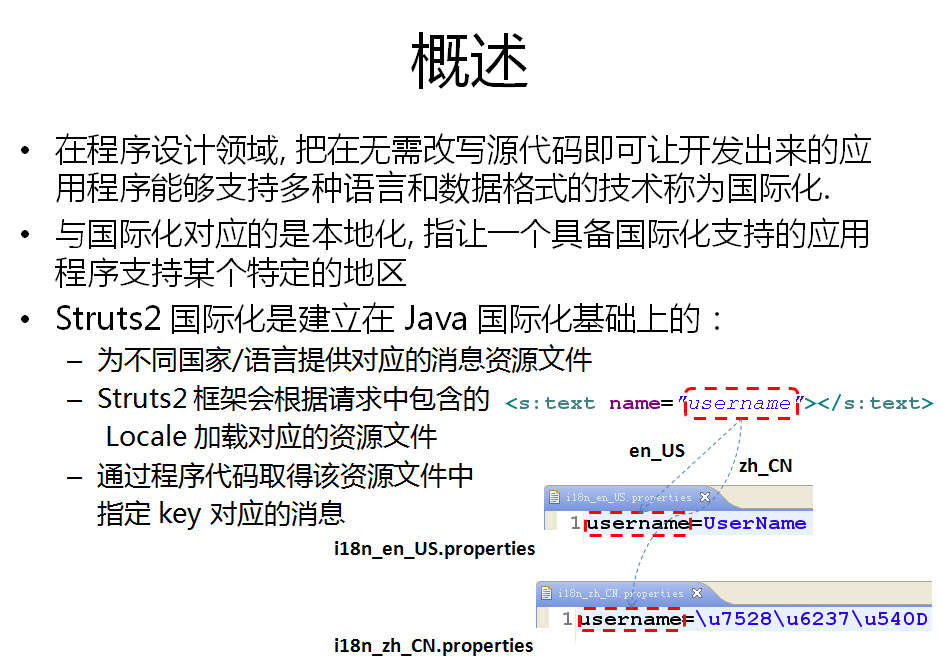 概述
• 在程序设计领域, 把在无需改写源代码即可让开发出来的应
用程序能够支持多种语言和数据格式的技术称为国际化.
• 与国际化对应的是本地化, 指让一个具备国际化支持的应用
程序支持某个特定的地区
• Struts2 国际化是建立在 Java 国际化基础上的：
– 为不同国家/语言提供对应的消息资源文件
– Struts2 框架会根据请求中包含的
Locale 加载对应的资源文件
– 通过程序代码取得该资源文件中
指定 key 对应的消息
<s:text name="username"></s:text>
en_US
zh_CN
i18n_en_US.properties
1 username=UserName
i18n_en_US.properties
i18n_zh_CN.properties
1 username=\u7528\u6237\u540D
i18n_zh_CN.properties